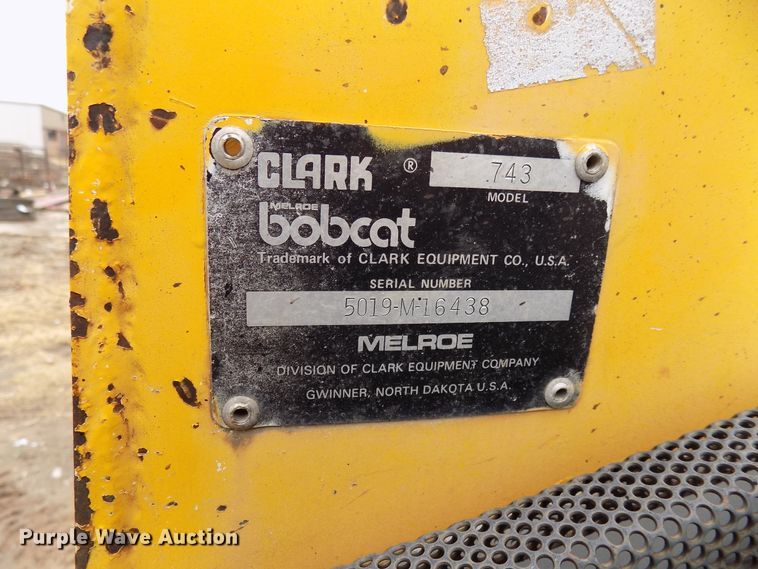 CLARK ® 743
MODEL
MELROE
bobcat
Trademark of CLARK EQUIPMENT CO., U.S.A.
SERIAL NUMBER
5019-M-16438
MELROE
DIVISION OF CLARK EQUIPMENT COMPANY
GWINNER, NORTH DAKOTA U.S.A.
Purple Wave Auction